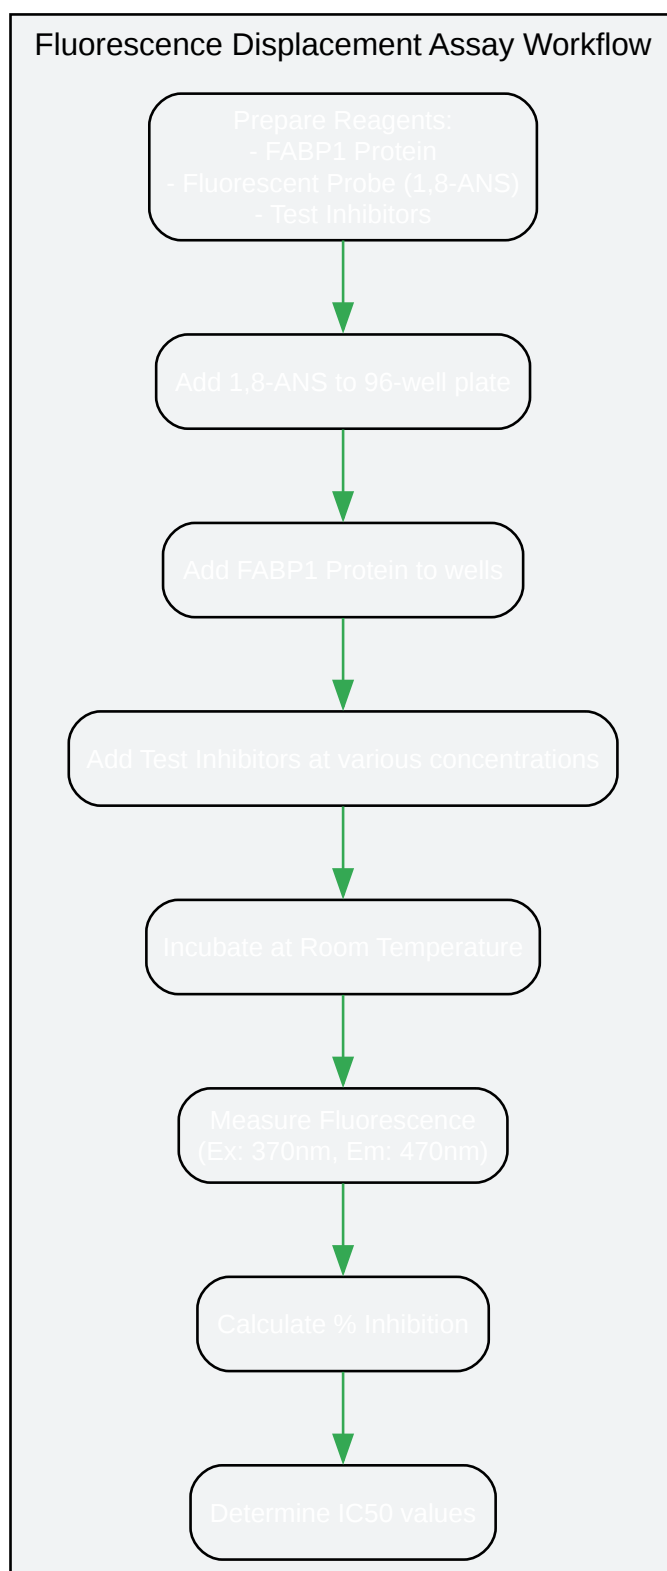 Fluorescence Displacement Assay Workflow
Prepare Reagents:
- FABP1 Protein
- Fluorescent Probe (1,8-ANS)
- Test Inhibitors
Add 1,8-ANS to 96-well plate
Add FABP1 Protein to wells
Add Test Inhibitors at various concentrations
Incubate at Room Temperature
Measure Fluorescence
(Ex: 370nm, Em: 470nm)
Calculate % Inhibition
Determine IC50 values